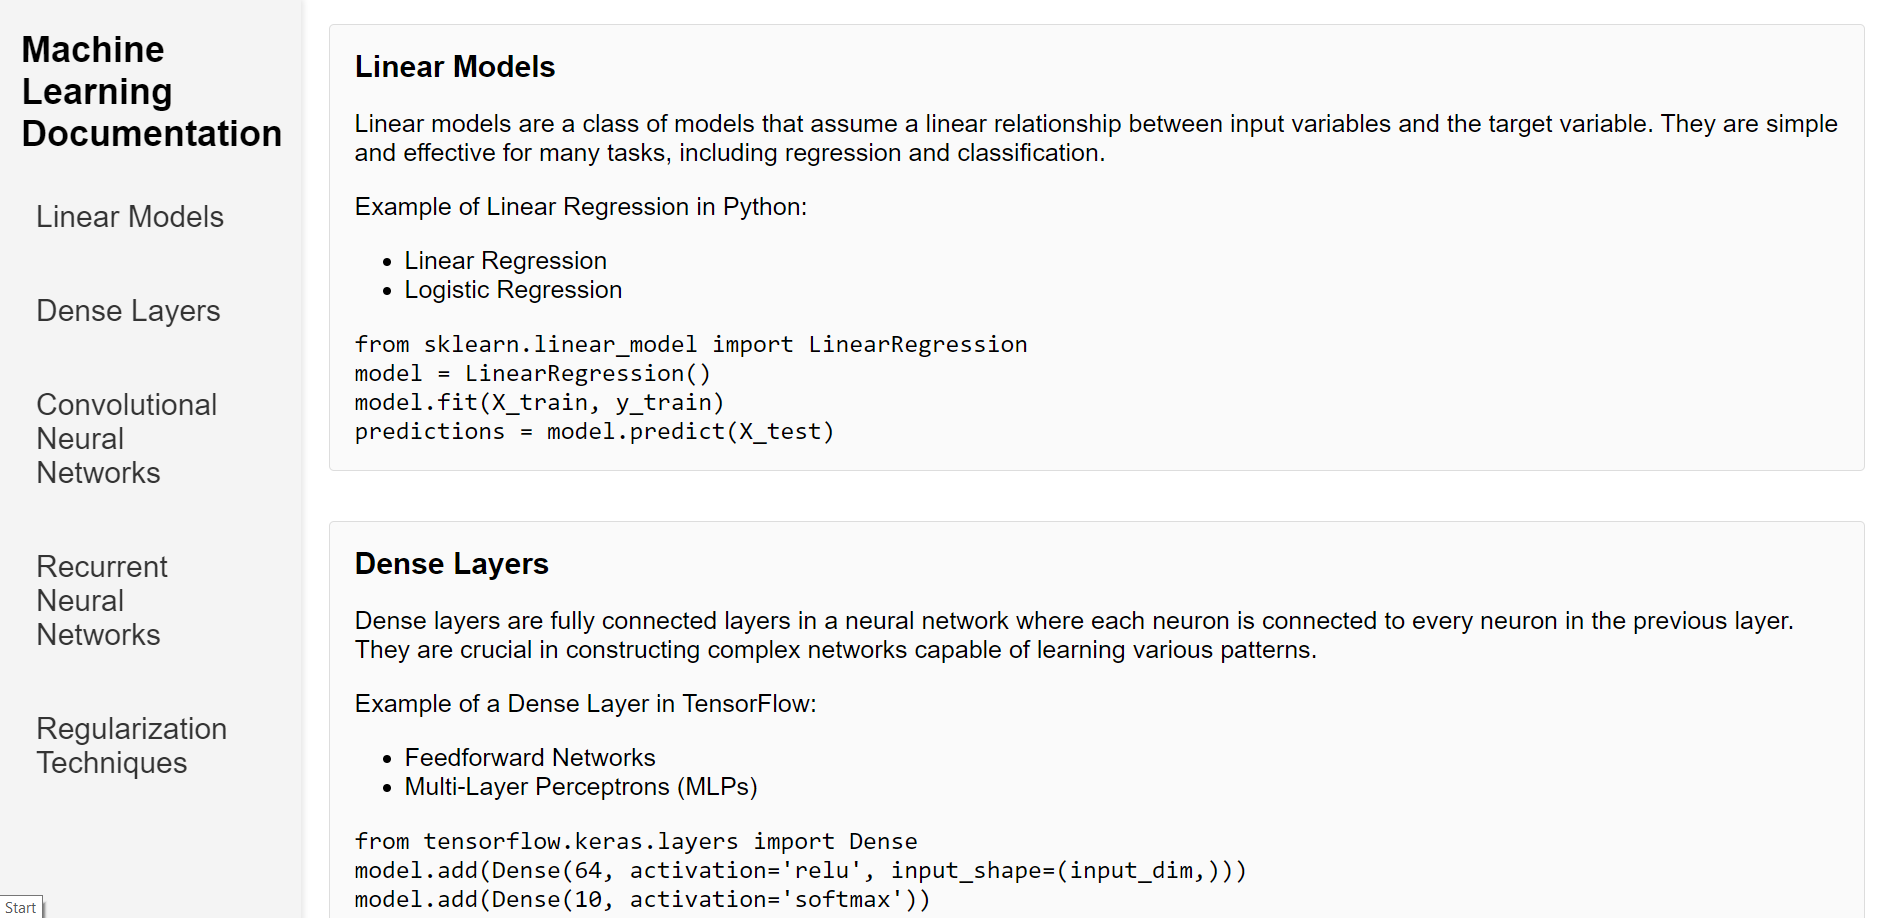 Machine
Learning
Documentation
Linear Models
Dense Layers
Convolutional
Neural
Networks
Recurrent
Neural
Networks
Regularization
Techniques
Start
Linear Models
Linear models are a class of models that assume a linear relationship between input variables and the target variable. They are simple
and effective for many tasks, including regression and classification.
Example of Linear Regression in Python:
• Linear Regression
• Logistic Regression
from sklearn.linear_model import LinearRegression
model = LinearRegression()
model.fit(X_train, y_train)
predictions = model.predict(X_test)
Dense Layers
Dense layers are fully connected layers in a neural network where each neuron is connected to every neuron in the previous layer.
They are crucial in constructing complex networks capable of learning various patterns.
Example of a Dense Layer in TensorFlow:
• Feedforward Networks
• Multi-Layer Perceptrons (MLPs)
from tensorflow.keras.layers import Dense
model.add(Dense(64, activation='relu', input_shape=(input_dim,)))
model.add(Dense(10, activation='softmax'))